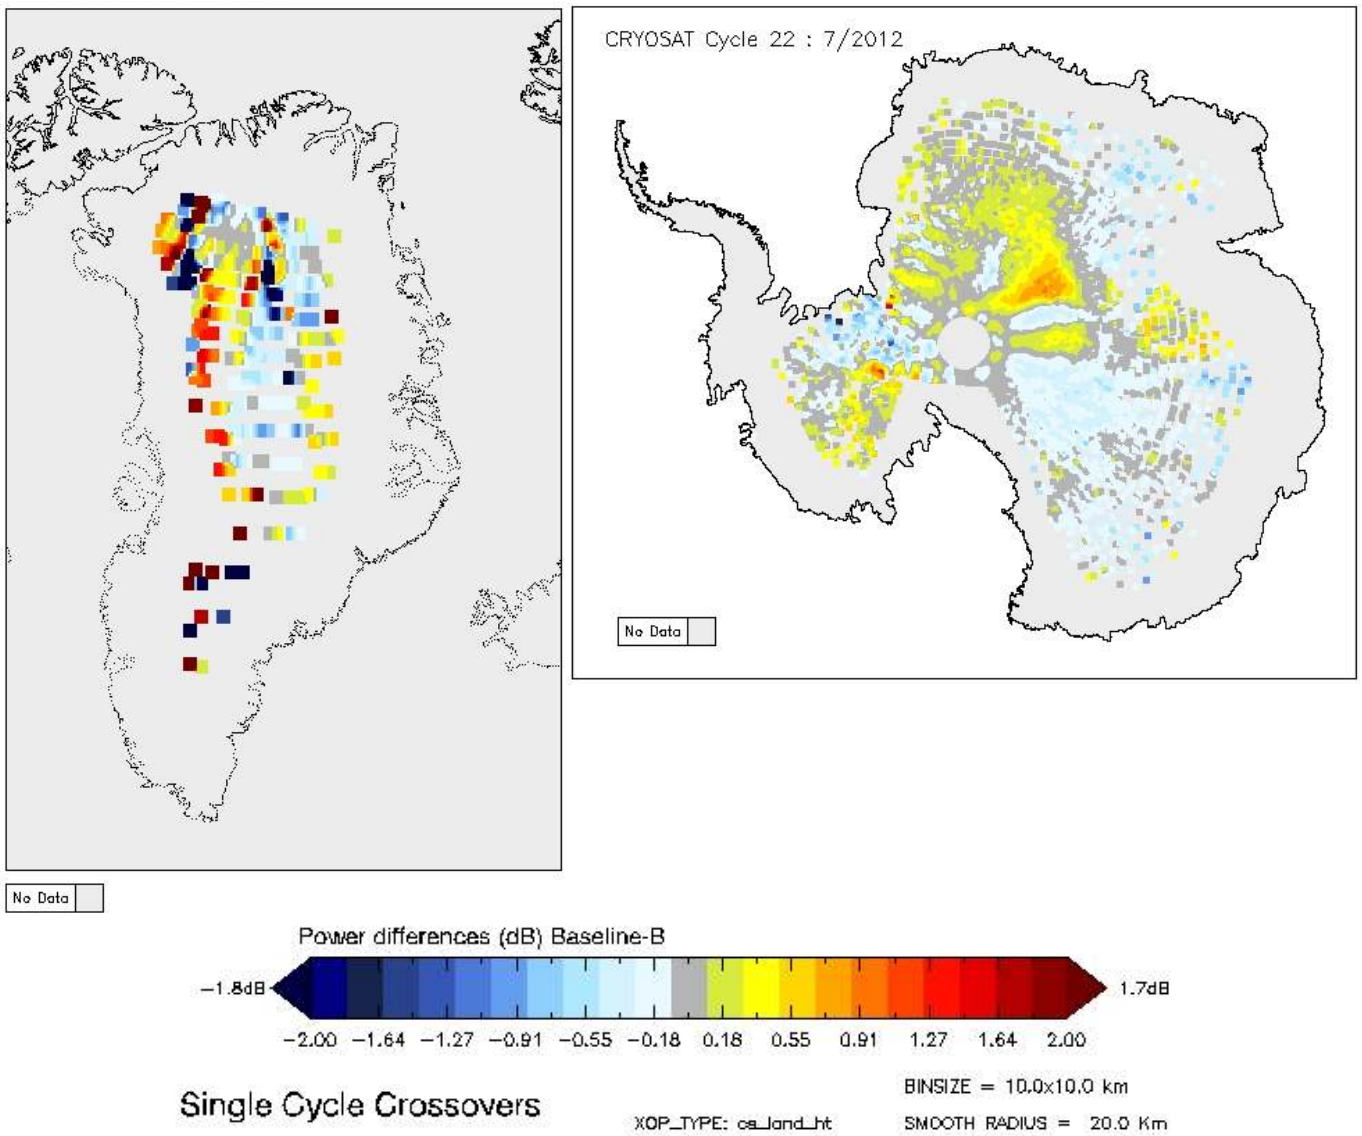 CRYOSAT Cycle 22 : 7/2012
No Data
No Data
Power differences (dB) Baseline-B
−1.8dB
1.7dB
−2.00 −1.64 −1.27 −0.91 −0.55 −0.18 0.18 0.55 0.91 1.27 1.64 2.00
BINSIZE = 10.0x10.0 km
Single Cycle Crossovers
XOP_TYPE: cs_land_ht
SMOOTH RADIUS = 20.0 Km